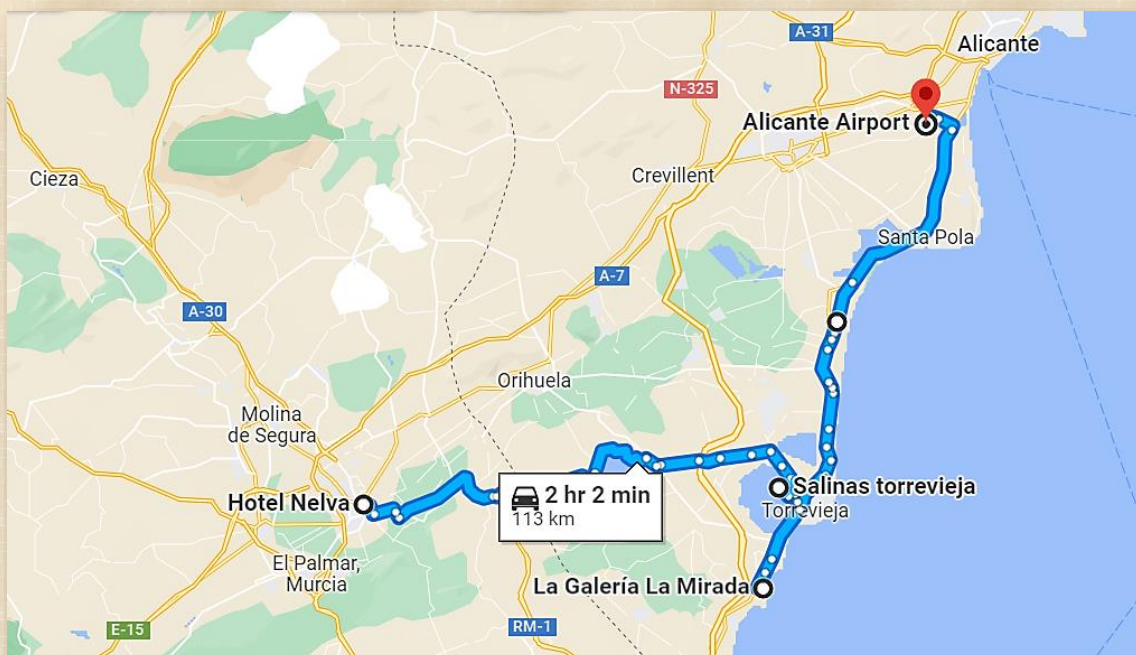 A-31
Alicante
N-325
Alicante Airport
Cieza
Crevillent
Santa Pola
A-7
A-30
Orihuela
Molina
de Segura
Hotel Nelva
2 hr 2 min
113 km
Salinas torrevieja
Torrevieja
El Palmar,
Murcia
La Galería La Mirada
E-15
RM-1